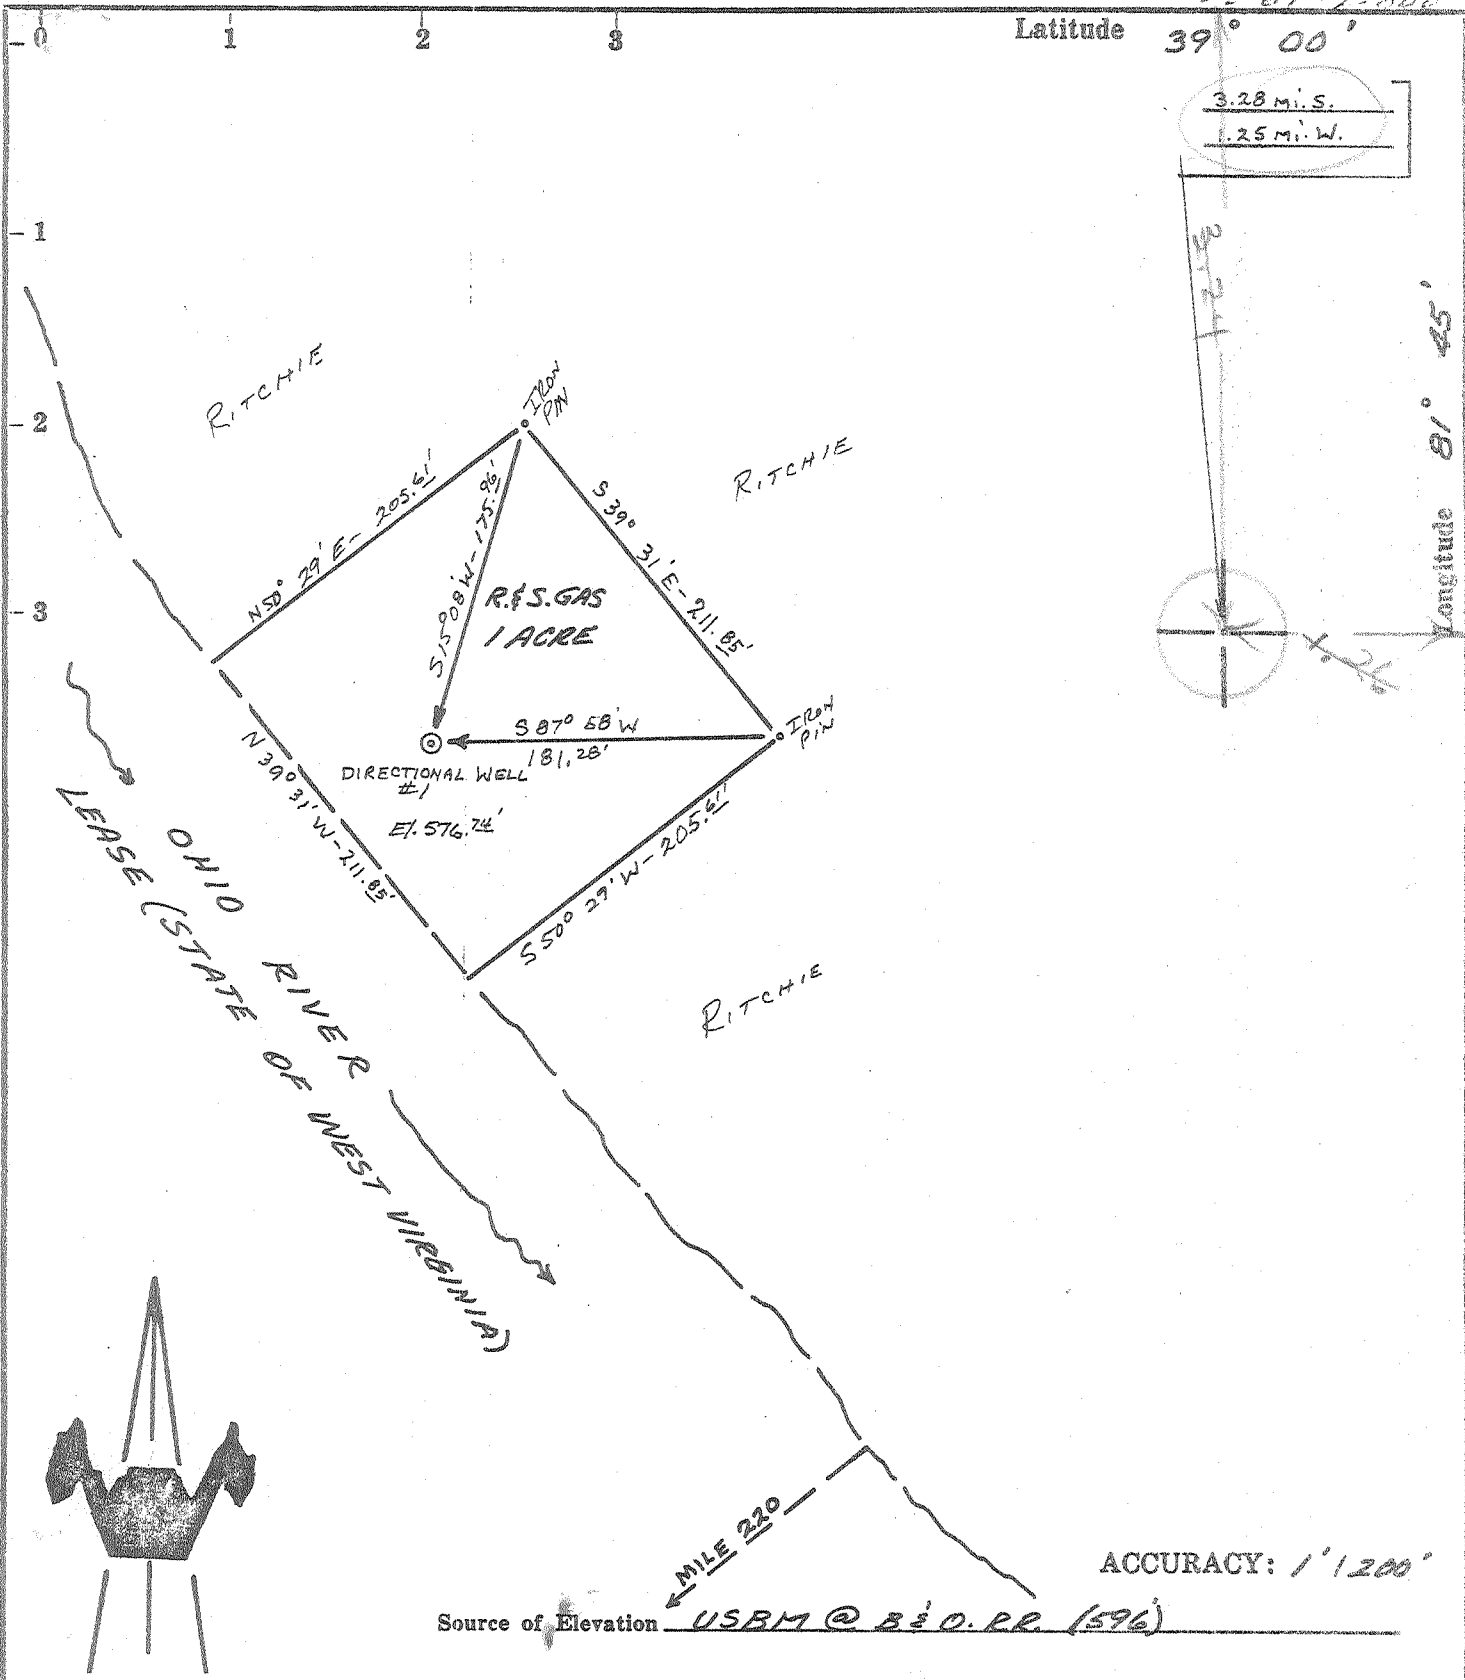 0 1 2 3
Latitude 39° 00'
3.28 mi. S.
1.25 mi. W.
- 1
- 2
- 3
Longitude 81° 45'
RITCHIE
IRON
PIN
RITCHIE
N 50° 29' E - 205.61'
S 15° 08' W - 175.96'
S 39° 31' E - 211.85'
R. & S. GAS
1 ACRE
S 87° 58' W
181.28'
IRON
PIN
DIRECTIONAL WELL
#1
El. 576.74'
N 39° 31' W - 211.85'
S 50° 29' W - 205.61'
OHIO RIVER
LEASE (STATE OF WEST VIRGINIA)
RITCHIE
MILE 220
ACCURACY: 1' 1200'
Source of Elevation USBM @ B & O. RR. (596')